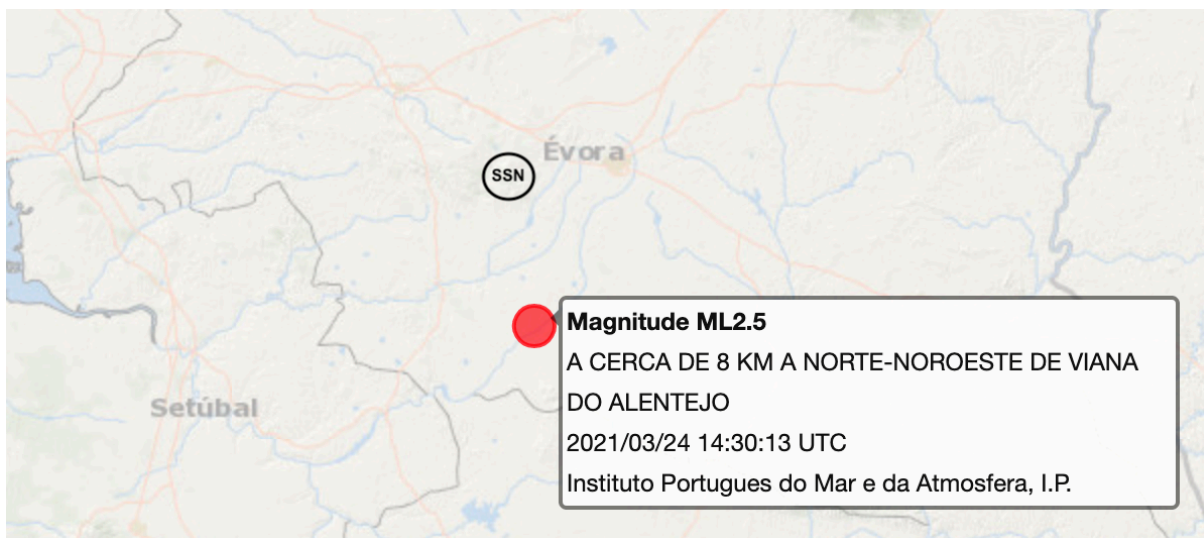 Évora
SSN
Magnitude ML2.5
A CERCA DE 8 KM A NORTE-NOROESTE DE VIANA
DO ALENTEJO
2021/03/24 14:30:13 UTC
Instituto Portugues do Mar e da Atmosfera, I.P.
Setúbal